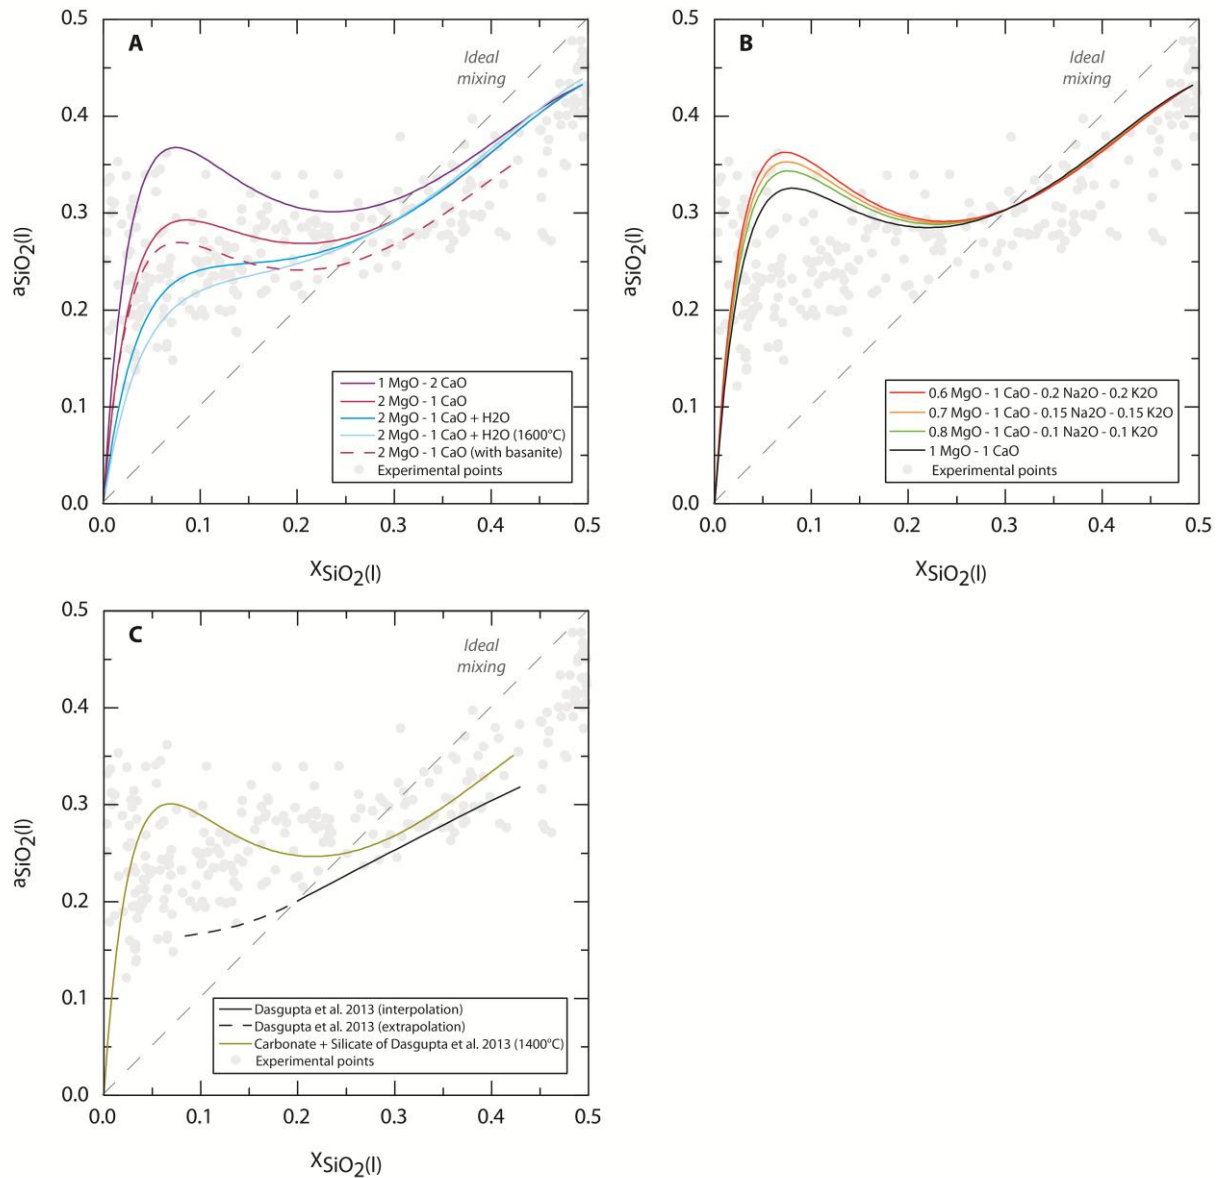 A
Ideal
mixing
0.5
0.4
0.3
0.2
0.1
0.0
aSiO2(l)
1 MgO - 2 CaO
2 MgO - 1 CaO
2 MgO - 1 CaO + H2O
2 MgO - 1 CaO + H2O (1600°C)
2 MgO - 1 CaO (with basanite)
Experimental points
0.0 0.1 0.2 0.3 0.4 0.5
XSiO2(l)
B
Ideal
mixing
0.5
0.4
0.3
0.2
0.1
0.0
aSiO2(l)
0.6 MgO - 1 CaO - 0.2 Na2O - 0.2 K2O
0.7 MgO - 1 CaO - 0.15 Na2O - 0.15 K2O
0.8 MgO - 1 CaO - 0.1 Na2O - 0.1 K2O
1 MgO - 1 CaO
Experimental points
0.0 0.1 0.2 0.3 0.4 0.5
XSiO2(l)
C
Ideal
mixing
0.5
0.4
0.3
0.2
0.1
0.0
aSiO2(l)
Dasgupta et al. 2013 (interpolation)
Dasgupta et al. 2013 (extrapolation)
Carbonate + Silicate of Dasgupta et al. 2013 (1400°C)
Experimental points
0.0 0.1 0.2 0.3 0.4 0.5
XSiO2(l)